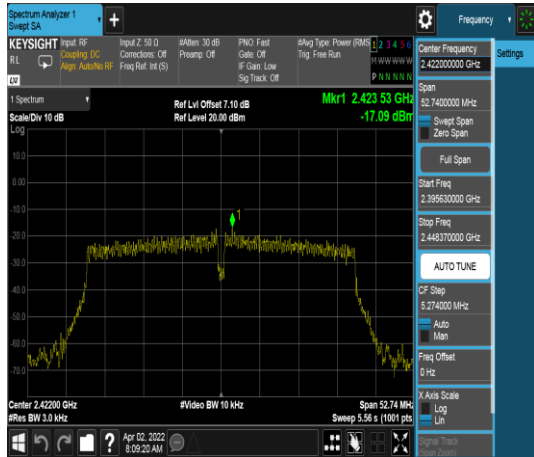 Spectrum Analyzer 1
Swept SA
+
Frequency
KEYSIGHT
RL
Input: RF
Coupling: DC
Align: Auto/No RF
Input Z: 50 Ω
Corrections: Off
Freq Ref: Int (S)
#Atten: 30 dB
Preamp: Off
PNO: Fast
Gate: Off
IF Gain: Low
Sig Track: Off
#Avg Type: Power (RMS
Trig: Free Run
1 2 3 4 5 6
M W W W W W
P N N N N N
1 Spectrum
Scale/Div 10 dB
Ref Lvl Offset 7.10 dB
Ref Level 20.00 dBm
Mkr1 2.423 53 GHz
-17.09 dBm
Log
10.0
0.00
-10.0
-20.0
-30.0
-40.0
-50.0
-60.0
-70.0
1
Center 2.42200 GHz
#Res BW 3.0 kHz
#Video BW 10 kHz
Span 52.74 MHz
Sweep 5.56 s (1001 pts
Apr 02, 2022
8:09:20 AM
Center Frequency
2.422000000 GHz
Span
52.7400000 MHz
Swept Span
Zero Span
Full Span
Start Freq
2.395630000 GHz
Stop Freq
2.448370000 GHz
AUTO TUNE
CF Step
5.274000 MHz
Auto
Man
Freq Offset
0 Hz
X Axis Scale
Log
Lin
Signal Track
(Span Zoom)
Settings